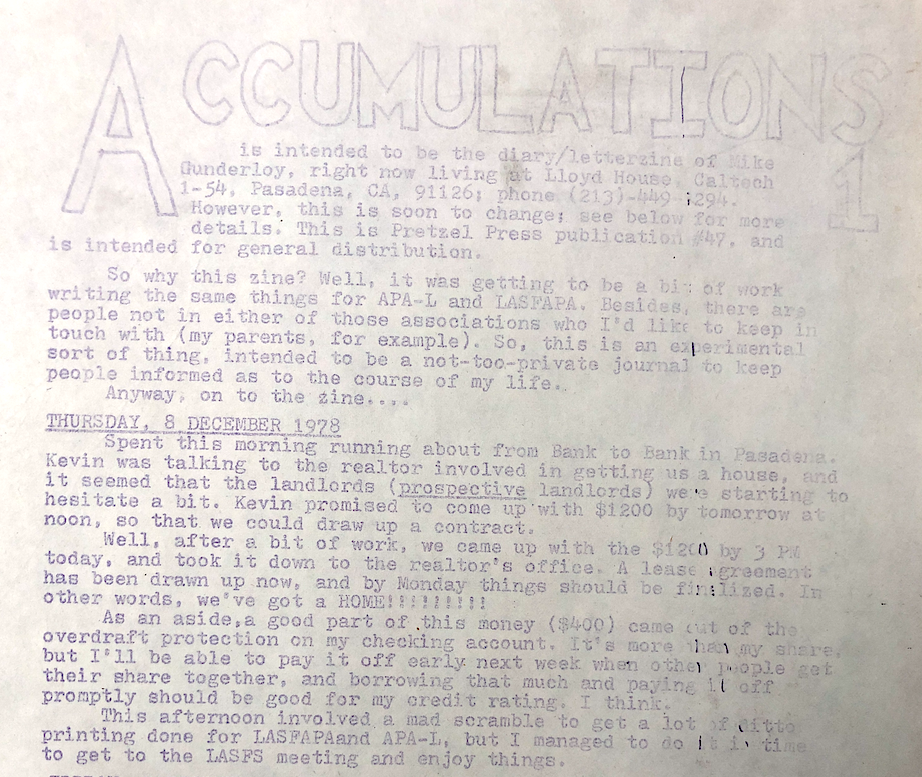 ACCUMULATIONS 1
is intended to be the diary/letterzine of Mike
Gunderloy, right now living at Lloyd House, Caltech
1-54, Pasadena, CA, 91126; phone (213)-449-294.
However, this is soon to change; see below for more
details. This is Pretzel Press publication #47, and
is intended for general distribution.
So why this zine? Well, it was getting to be a bit of work
writing the same things for APA-L and LASFAPA. Besides, there are
people not in either of those associations who I'd like to keep in
touch with (my parents, for example). So, this is an experimental
sort of thing, intended to be a not-too-private journal to keep
people informed as to the course of my life.
Anyway, on to the zine....
THURSDAY, 8 DECEMBER 1978
Spent this morning running about from Bank to Bank in Pasadena.
Kevin was talking to the realtor involved in getting us a house, and
it seemed that the landlords (prospective landlords) were starting to
hesitate a bit. Kevin promised to come up with $1200 by tomorrow at
noon, so that we could draw up a contract.
Well, after a bit of work, we came up with the $1200 by 3 PM
today, and took it down to the realtor's office. A lease agreement
has been drawn up now, and by Monday things should be finalized. In
other words, we've got a HOME!!!!!!!!!!
As an aside,a good part of this money ($400) came out of the
overdraft protection on my checking account. It's more than my share,
but I'll be able to pay it off early next week when other people get
their share together, and borrowing that much and paying it off
promptly should be good for my credit rating. I think.
This afternoon involved a mad scramble to get a lot of ditto
printing done for LASFAPAand APA-L, but I managed to do it in time
to get to the LASFS meeting and enjoy things.